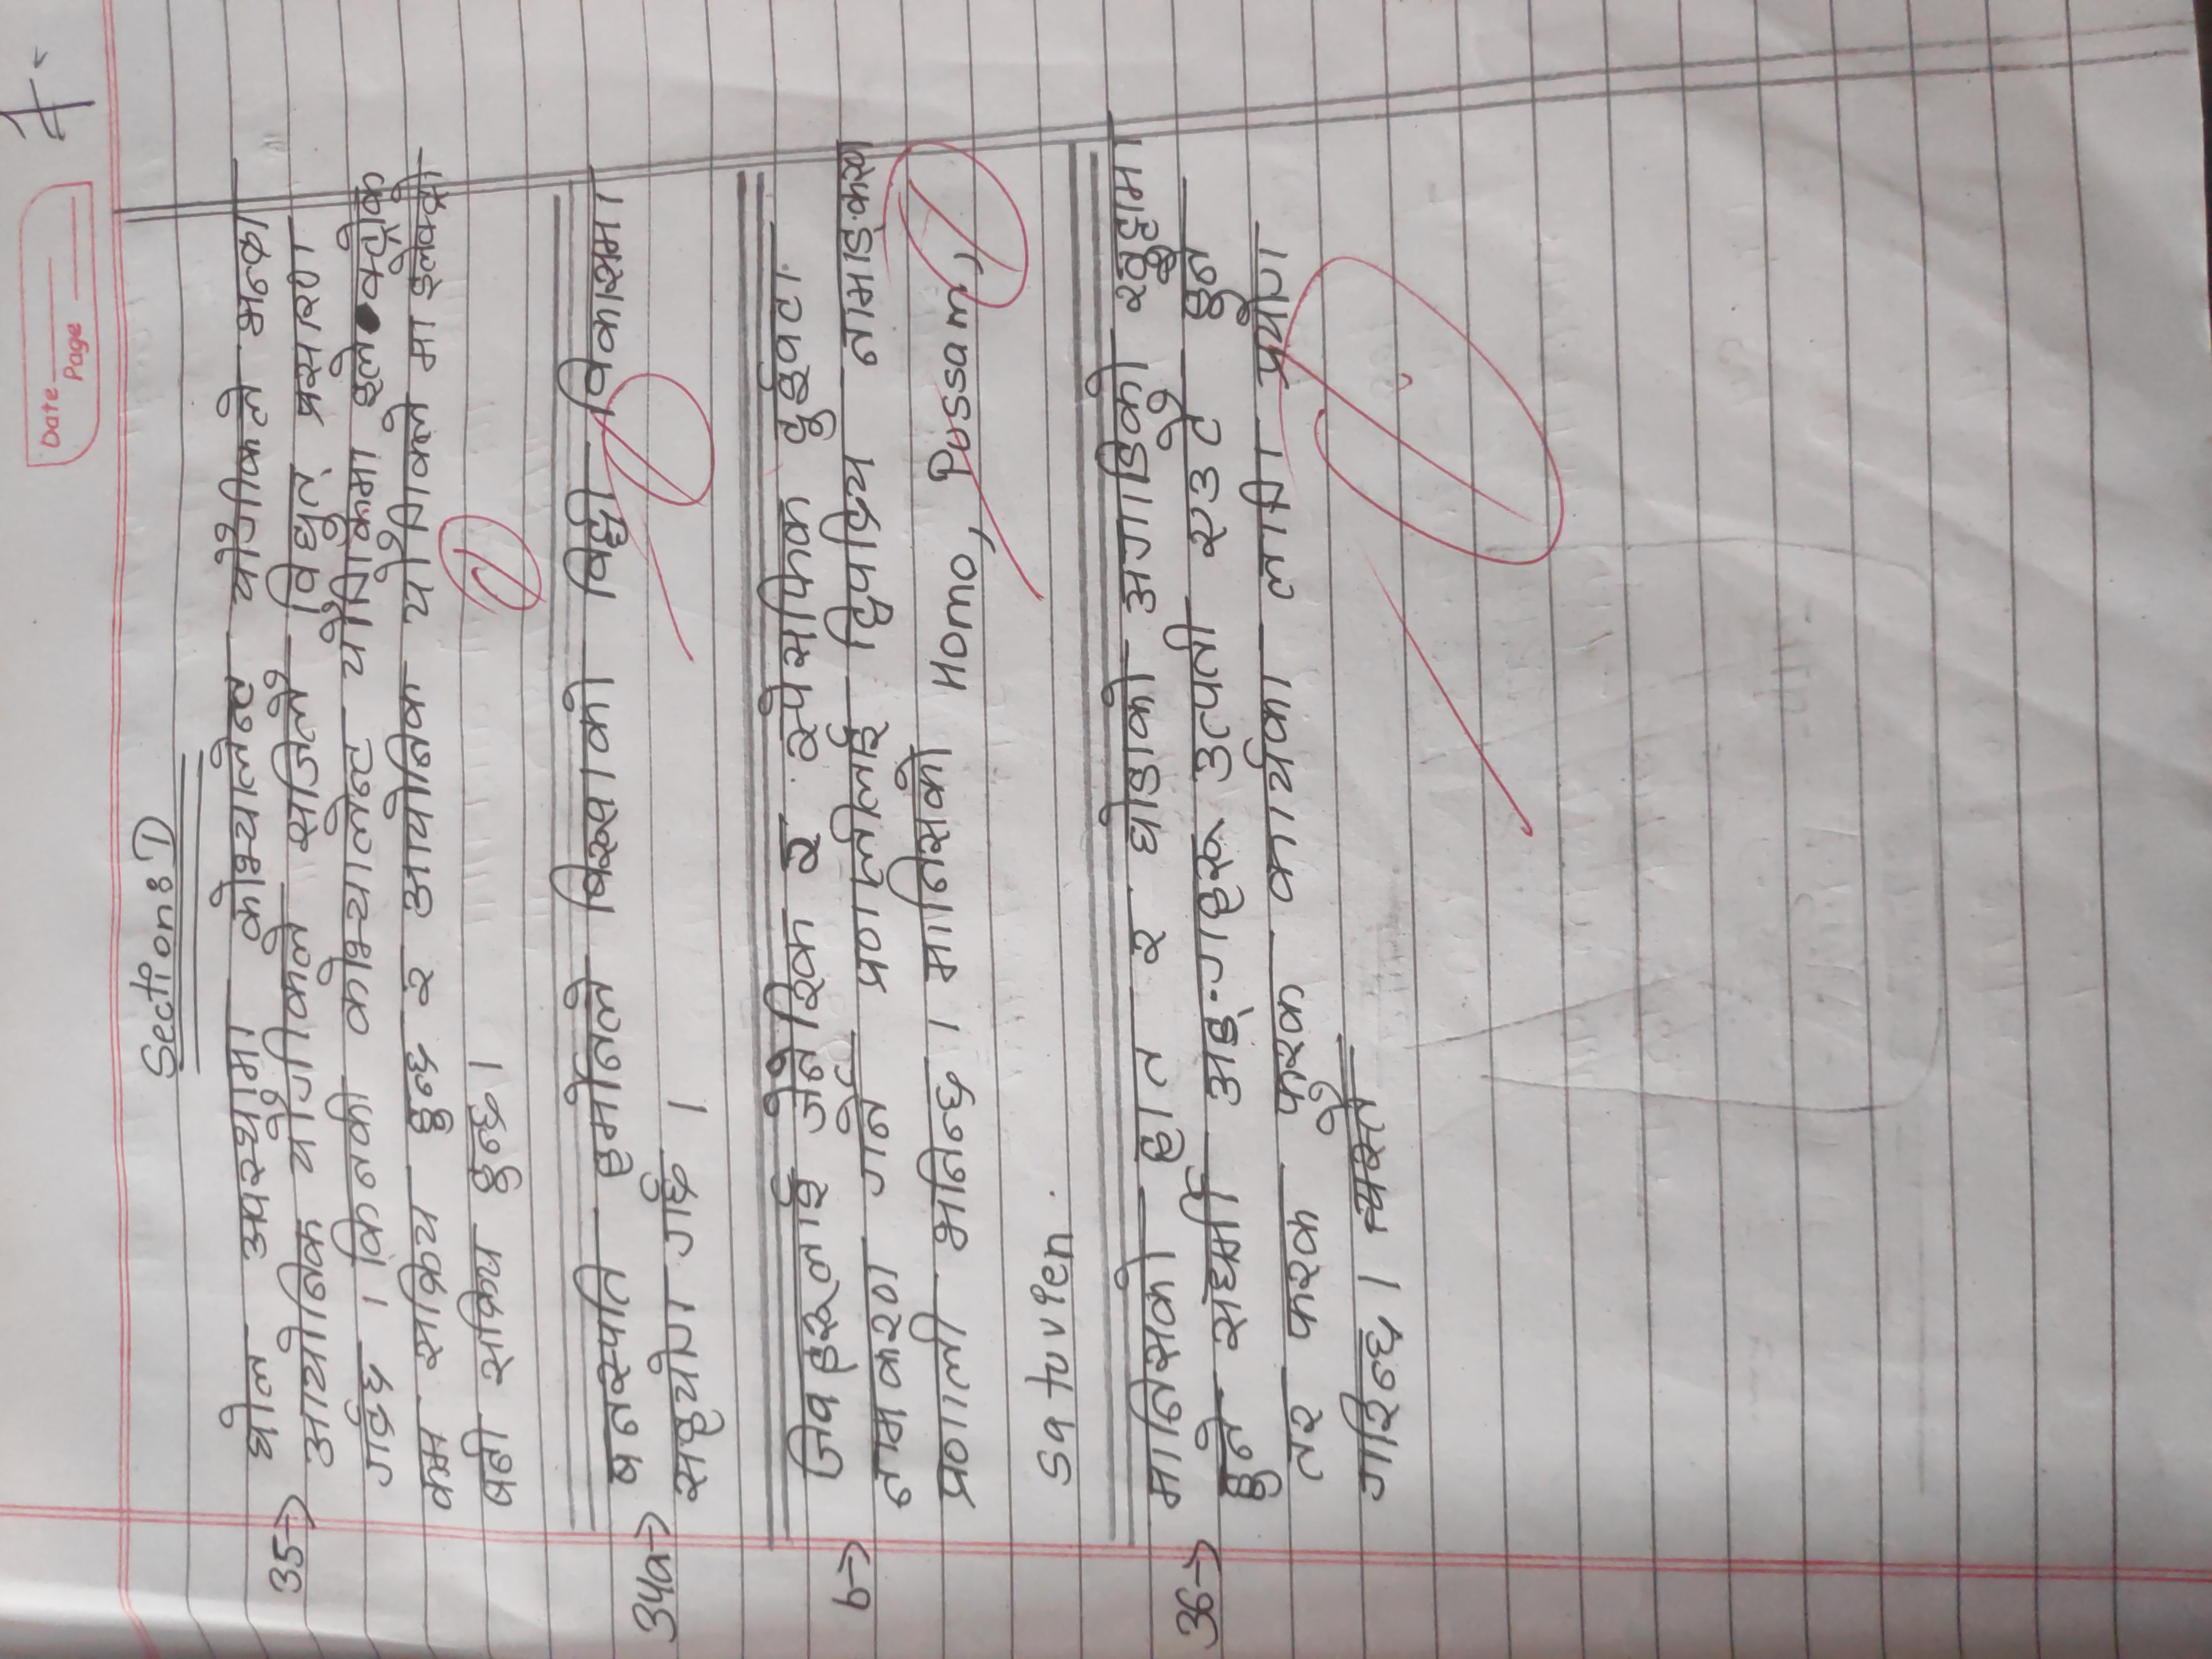 Date
Page
7
Section : D
35→ घोल अवस्थामा कोभ्यालेन्ट यौगीकले भन्दा
आयोनिक यौगीकले सजिलै विधुत् प्रसारण
गर्दछ । किनकी कोभ्यालेन्ट यौगिकमा इलेक्ट्रोक
कम सक्रिय हुन्छ र आयोनिक यौगिकले मा इलेक्ट्रो
बढी सक्रिय हुन्छ।
1
34a→ बनस्पति हर्मोनले बिरुवाको विद्दी विकासमा
सहयोग गर्छ ।
1
b→ जिवहरूलाई जेनेरिक र स्पेसफिक दुईवटा
नामकरण गर्ने प्रणालीलाई द्विपद्रिय नामाङ्करण
प्रणाली भनिन्छ । मानिसको Homo, Pussam,
1
satuvien.
36→ मानिसको हात र घोडाको अगाडिको खुट्टामा
हुने संघर्मी अङ्गहरू उत्पती एउटै हुने
तर फरक फरक कार्यका लागि प्रयोग
गरिन्छ । त्यस्तै
1